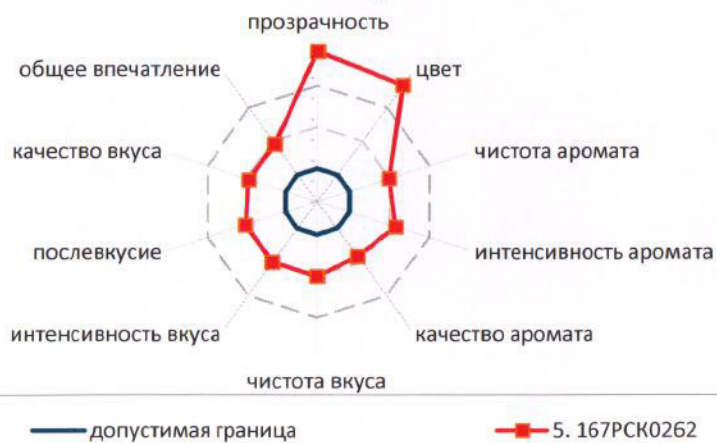 прозрачность
общее впечатление
цвет
качество вкуса
чистота аромата
послевкусие
интенсивность аромата
интенсивность вкуса
качество аромата
чистота вкуса
допустимая граница
5. 167РСК0262